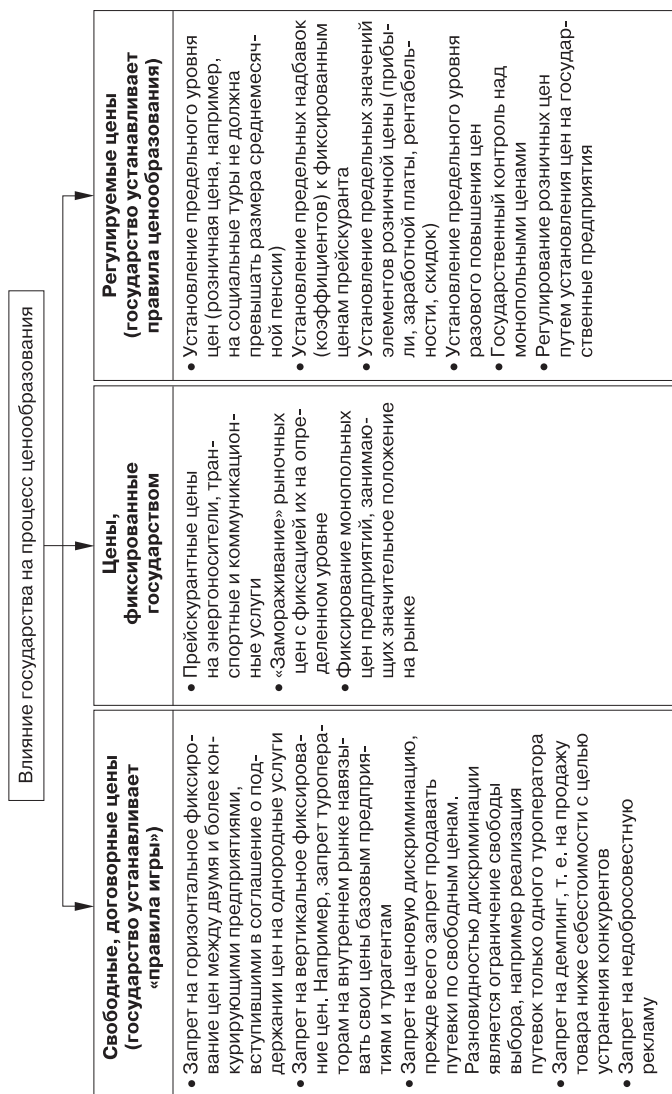 Влияние государства на процесс ценообразования
Свободные, договорные цены
(государство устанавливает
«правила игры»)
• Запрет на горизонтальное фиксиро-
вание цен между двумя и более кон-
курирующими предприятиями,
вступившими в соглашение о под-
держании цен на однородные услуги
• Запрет на вертикальное фиксирова-
ние цен. Например, запрет туропера-
торам на внутреннем рынке навязы-
вать свои цены базовым предприя-
тиям и турагентам
• Запрет на ценовую дискриминацию,
прежде всего запрет продавать
путевки по свободным ценам.
Разновидностью дискриминации
является ограничение свободы
выбора, например реализация
путевок только одного туроператора
• Запрет на демпинг, т. е. на продажу
товара ниже себестоимости с целью
устранения конкурентов
• Запрет на недобросовестную
рекламу
Цены,
фиксированные
государством
• Прейскурантные цены
на энергоносители, тран-
спортные и коммуникацион-
ные услуги
• «Замораживание» рыночных
цен с фиксацией их на опре-
деленном уровне
• Фиксирование монопольных
цен предприятий, занимаю-
щих значительное положение
на рынке
Регулируемые цены
(государство устанавливает
правила ценообразования)
• Установление предельного уровня
цен (розничная цена, например,
на социальные туры не должна
превышать размера среднемесяч-
ной пенсии)
• Установление предельных надбавок
(коэффициентов) к фиксированным
ценам прейскуранта
• Установление предельных значений
элементов розничной цены (прибы-
ли, заработной платы, рентабель-
ности, скидок)
• Установление предельного уровня
разового повышения цен
• Государственный контроль над
монопольными ценами
• Регулирование розничных цен
путем установления цен на государ-
ственные предприятия